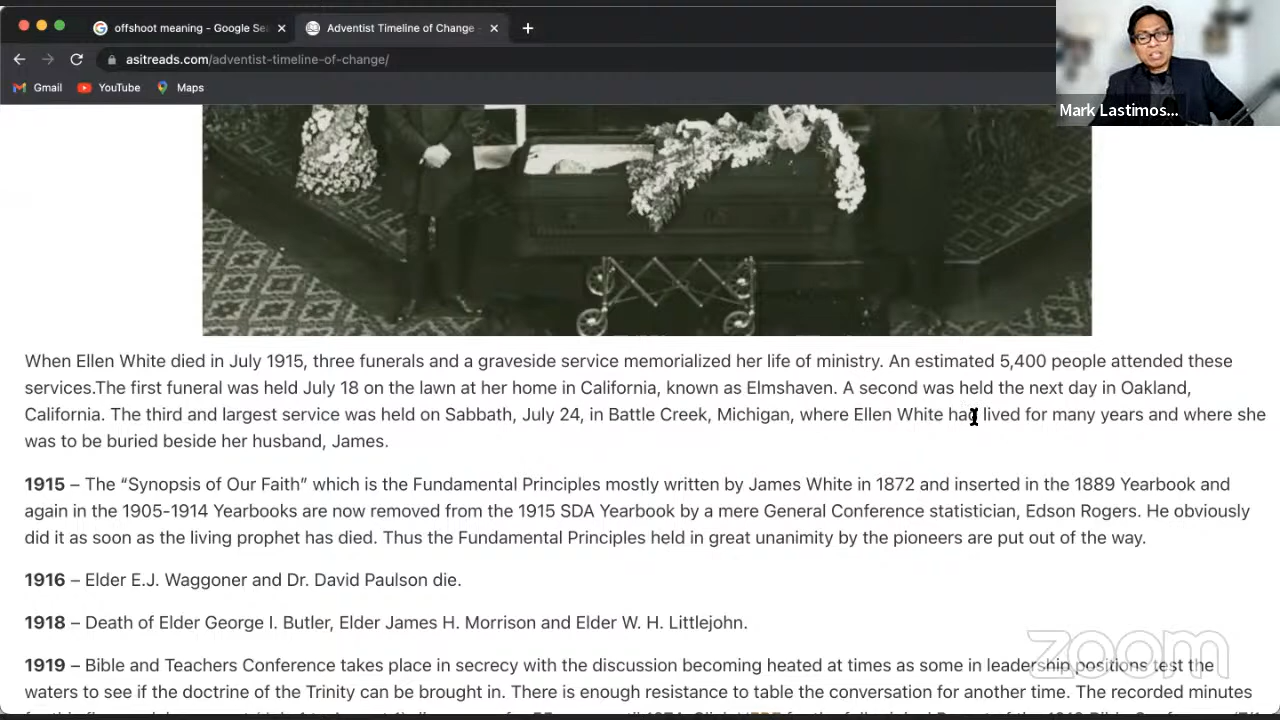 offshoot meaning - Google Se
Adventist Timeline of Change
asitreads.com/adventist-timeline-of-change/
Gmail
YouTube
Maps
Mark Lastimos...
When Ellen White died in July 1915, three funerals and a graveside service memorialized her life of ministry. An estimated 5,400 people attended these
services.The first funeral was held July 18 on the lawn at her home in California, known as Elmshaven. A second was held the next day in Oakland,
California. The third and largest service was held on Sabbath, July 24, in Battle Creek, Michigan, where Ellen White had lived for many years and where she
was to be buried beside her husband, James.
1915 – The “Synopsis of Our Faith” which is the Fundamental Principles mostly written by James White in 1872 and inserted in the 1889 Yearbook and
again in the 1905-1914 Yearbooks are now removed from the 1915 SDA Yearbook by a mere General Conference statistician, Edson Rogers. He obviously
did it as soon as the living prophet has died. Thus the Fundamental Principles held in great unanimity by the pioneers are put out of the way.
1916 – Elder E.J. Waggoner and Dr. David Paulson die.
1918 – Death of Elder George I. Butler, Elder James H. Morrison and Elder W. H. Littlejohn.
1919 – Bible and Teachers Conference takes place in secrecy with the discussion becoming heated at times as some in leadership positions test the
waters to see if the doctrine of the Trinity can be brought in. There is enough resistance to table the conversation for another time. The recorded minutes
zoom